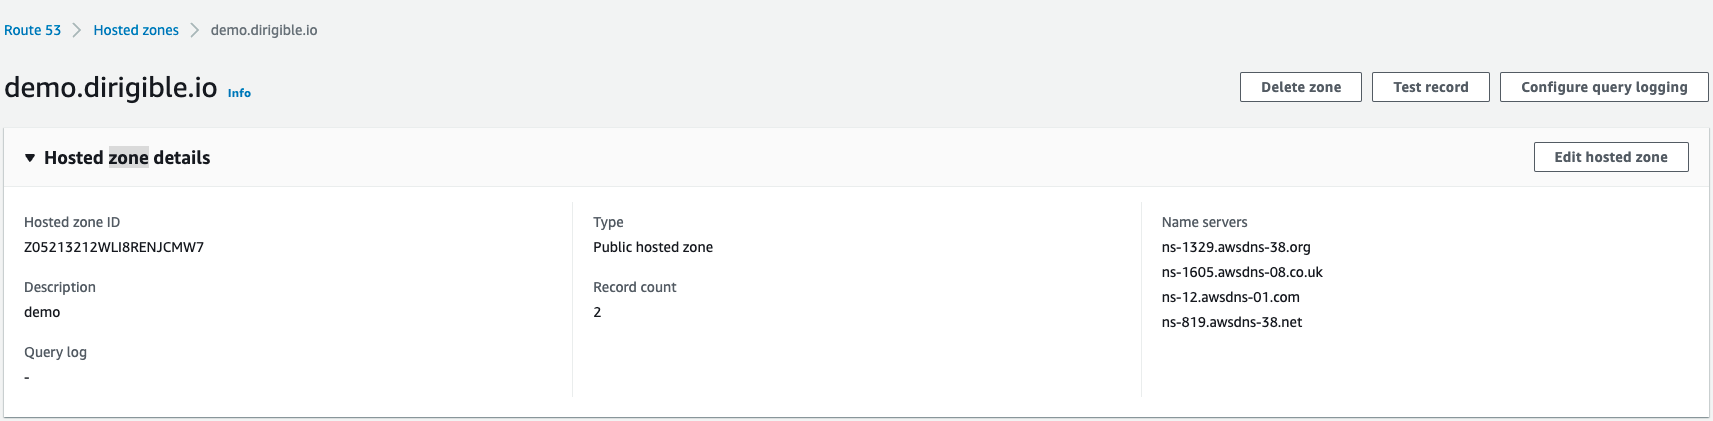 Route 53 Hosted zones demo.dirigible.io
demo.dirigible.io Info
Delete zone Test record Configure query logging
Hosted zone details
Edit hosted zone
Hosted zone ID
Z05213212WLI8RENJCMW7
Description
demo
Query log
-
Type
Public hosted zone
Record count
2
Name servers
ns-1329.awsdns-38.org
ns-1605.awsdns-08.co.uk
ns-12.awsdns-01.com
ns-819.awsdns-38.net